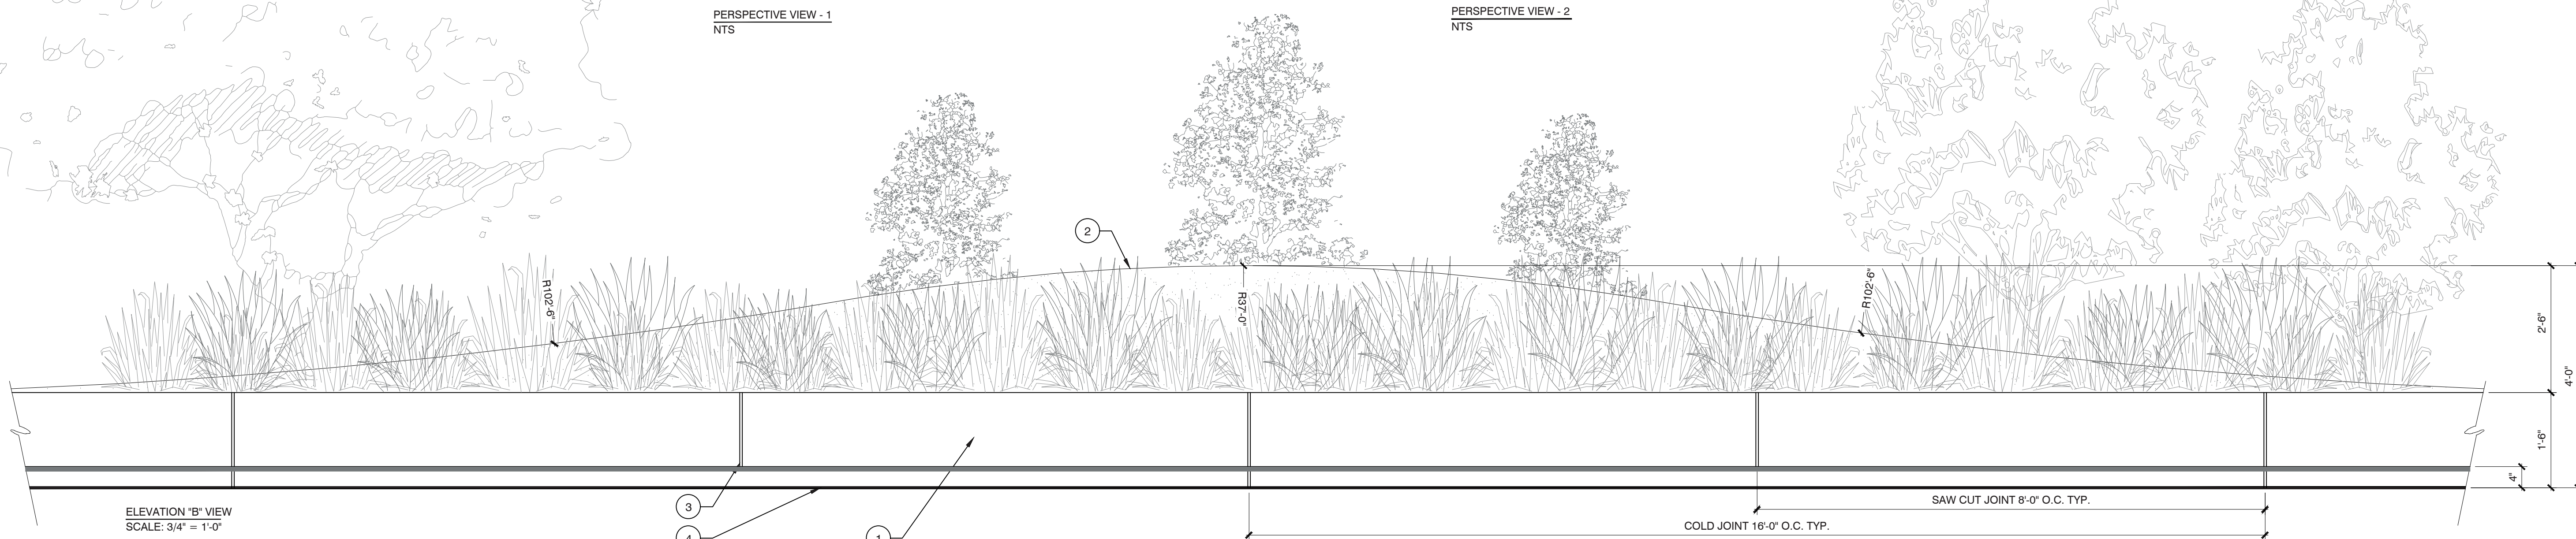 PERSPECTIVE VIEW - 1
NTS
PERSPECTIVE VIEW - 2
NTS
2
R102'-6"
R37'-0"
R102'-6"
2'-6"
4'-0"
1'-6"
4"
3
4
1
SAW CUT JOINT 8'-0" O.C. TYP.
COLD JOINT 16'-0" O.C. TYP.
ELEVATION "B" VIEW
SCALE: 3/4" = 1'-0"